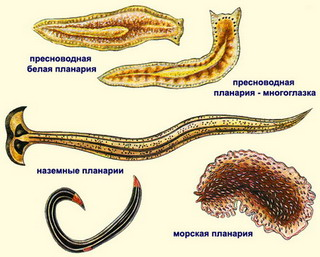 пресноводная
белая планария
пресноводная
планария - многоглазка
наземные планарии
морская планария